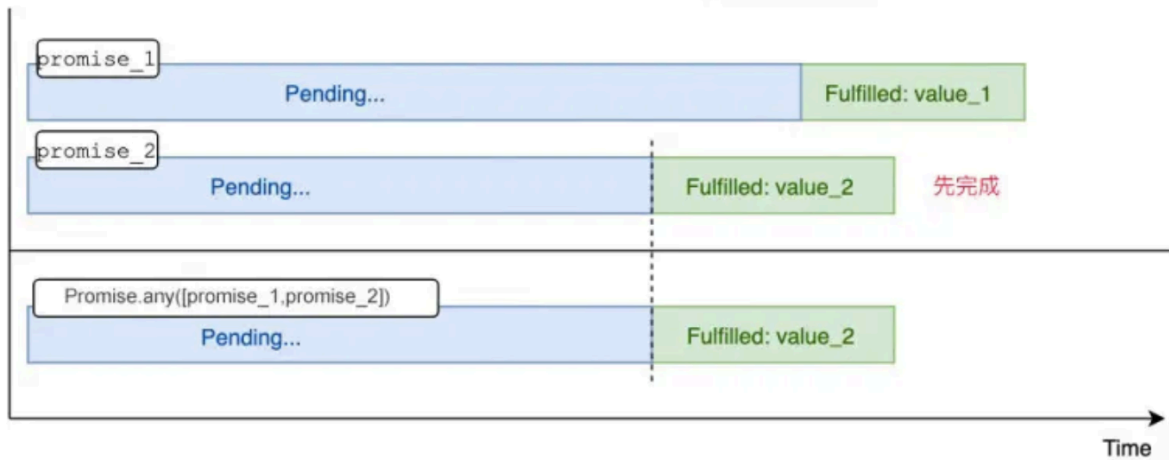 promise_1
Pending...
Fulfilled: value_1
promise_2
Pending...
Fulfilled: value_2
先完成
Promise.any([promise_1,promise_2])
Pending...
Fulfilled: value_2
Time